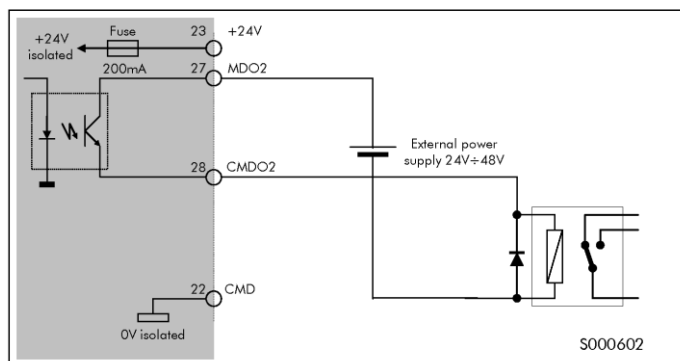 +24V
isolated
Fuse
200mA
23
+24V
27
MDO2
28
CMDO2
External power
supply 24V÷48V
22
CMD
0V isolated
S000602